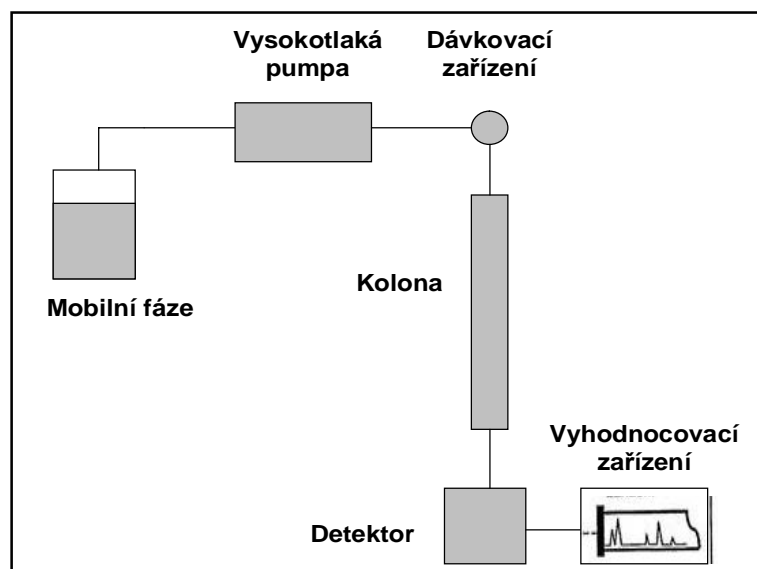 Vysokotlaká
pumpa
Dávkovací
zařízení
Mobilní fáze
Kolona
Vyhodnocovací
zařízení
Detektor